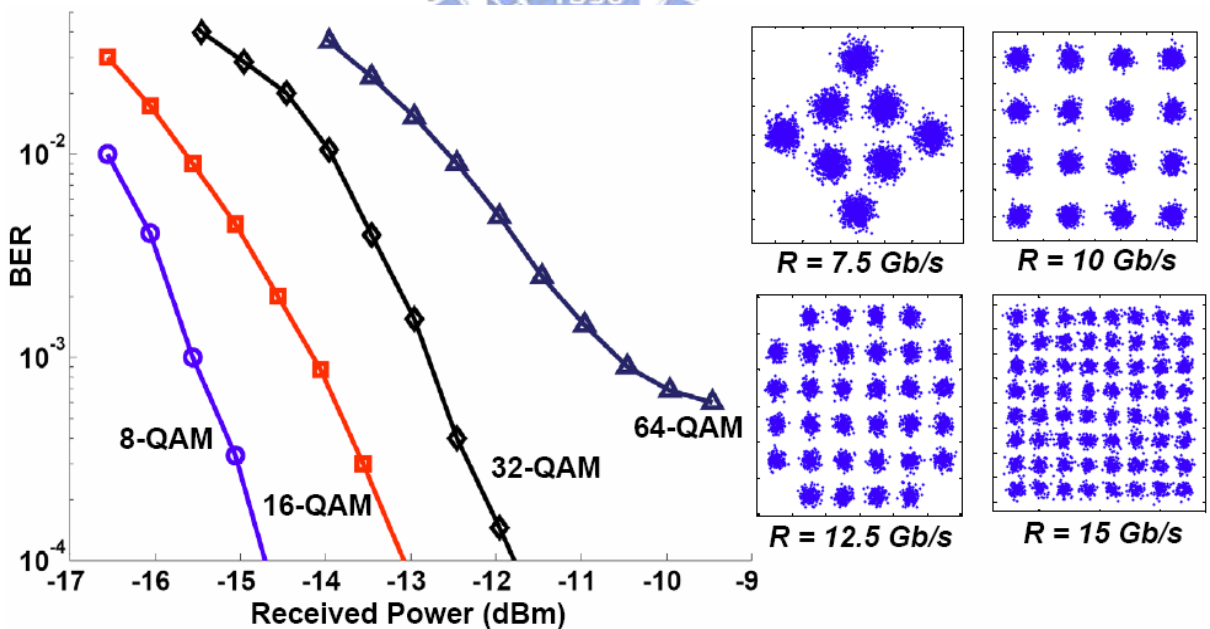 1896
BER
10^-2
10^-3
10^-4
8-QAM
16-QAM
32-QAM
64-QAM
-17 -16 -15 -14 -13 -12 -11 -10 -9
Received Power (dBm)
R = 7.5 Gb/s
R = 10 Gb/s
R = 12.5 Gb/s
R = 15 Gb/s